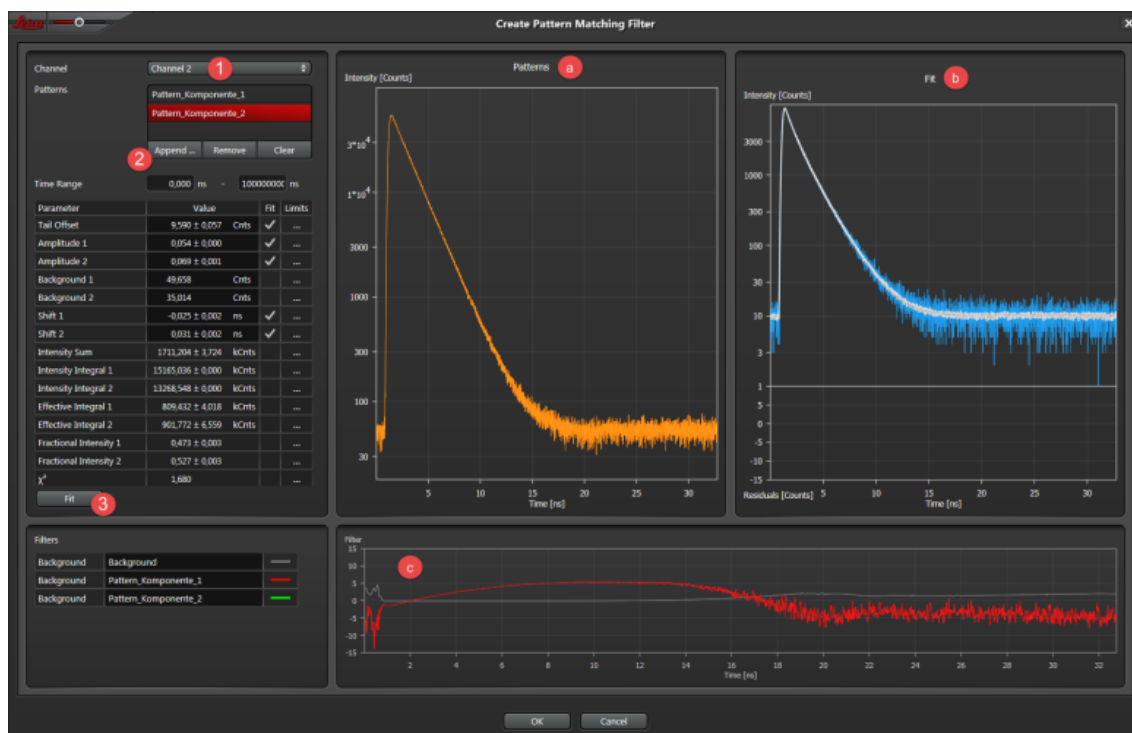 Leica
Create Pattern Matching Filter
Channel
Channel 2
1
Patterns
Pattern_Komponente_1
Pattern_Komponente_2
2
Append ... Remove Clear
Time Range 0,000 ns - 10000000 ns
Parameter Value Fit Limits
Tail Offset 9,590 ± 0,057 Cnts ✓ ...
Amplitude 1 0,054 ± 0,000 ✓ ...
Amplitude 2 0,069 ± 0,001 ✓ ...
Background 1 49,658 Cnts ...
Background 2 35,014 Cnts ...
Shift 1 -0,025 ± 0,002 ns ✓ ...
Shift 2 0,031 ± 0,002 ns ✓ ...
Intensity Sum 1711,204 ± 3,724 kCnts ...
Intensity Integral 1 15165,036 ± 0,000 kCnts ...
Intensity Integral 2 13268,548 ± 0,000 kCnts ...
Effective Integral 1 809,432 ± 4,018 kCnts ...
Effective Integral 2 901,772 ± 6,559 kCnts ...
Fractional Intensity 1 0,473 ± 0,003 ...
Fractional Intensity 2 0,527 ± 0,003 ...
χ² 1,680 ...
Fit
3
Patterns a
Intensity [Counts]
3*10⁴
1*10⁴
3000
1000
300
100
30
5 10 15 20 25 30
Time [ns]
Fit b
Intensity [Counts]
3000
1000
300
100
30
10
3
1
5
0
-5
-10
-15
Residuals [Counts] 5 10 15 20 25 30
Time [ns]
Filters
Background Background
Background Pattern_Komponente_1
Background Pattern_Komponente_2
Filter
c
15
10
5
0
-5
-10
-15
2 4 6 8 10 12 14 16 18 20 22 24 26 28 30 32
Time [ns]
OK Cancel